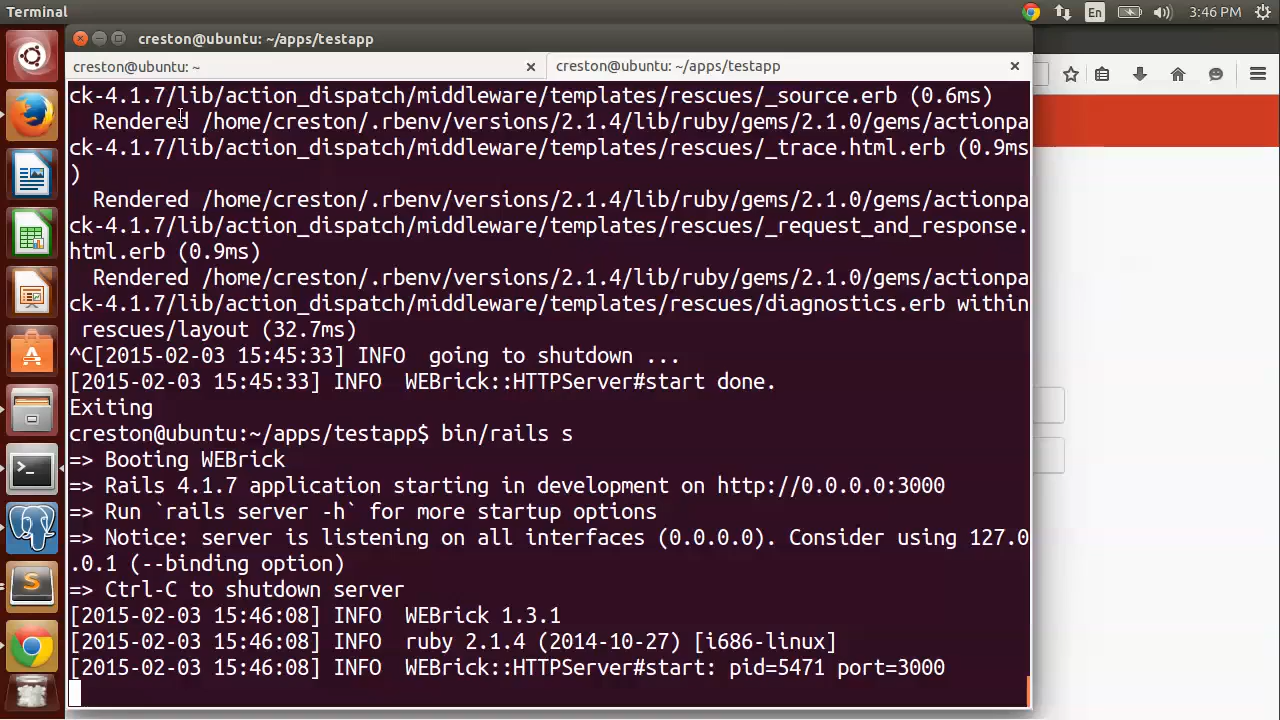 Terminal
En
3:46 PM
creston@ubuntu: ~/apps/testapp
creston@ubuntu: ~
creston@ubuntu: ~/apps/testapp
ck-4.1.7/lib/action_dispatch/middleware/templates/rescues/_source.erb (0.6ms)
  Rendered /home/creston/.rbenv/versions/2.1.4/lib/ruby/gems/2.1.0/gems/actionpa
ck-4.1.7/lib/action_dispatch/middleware/templates/rescues/_trace.html.erb (0.9ms
)
  Rendered /home/creston/.rbenv/versions/2.1.4/lib/ruby/gems/2.1.0/gems/actionpa
ck-4.1.7/lib/action_dispatch/middleware/templates/rescues/_request_and_response.
html.erb (0.9ms)
  Rendered /home/creston/.rbenv/versions/2.1.4/lib/ruby/gems/2.1.0/gems/actionpa
ck-4.1.7/lib/action_dispatch/middleware/templates/rescues/diagnostics.erb within
 rescues/layout (32.7ms)
^C[2015-02-03 15:45:33] INFO  going to shutdown ...
[2015-02-03 15:45:33] INFO  WEBrick::HTTPServer#start done.
Exiting
creston@ubuntu:~/apps/testapp$ bin/rails s
=> Booting WEBrick
=> Rails 4.1.7 application starting in development on http://0.0.0.0:3000
=> Run `rails server -h` for more startup options
=> Notice: server is listening on all interfaces (0.0.0.0). Consider using 127.0
.0.1 (--binding option)
=> Ctrl-C to shutdown server
[2015-02-03 15:46:08] INFO  WEBrick 1.3.1
[2015-02-03 15:46:08] INFO  ruby 2.1.4 (2014-10-27) [i686-linux]
[2015-02-03 15:46:08] INFO  WEBrick::HTTPServer#start: pid=5471 port=3000